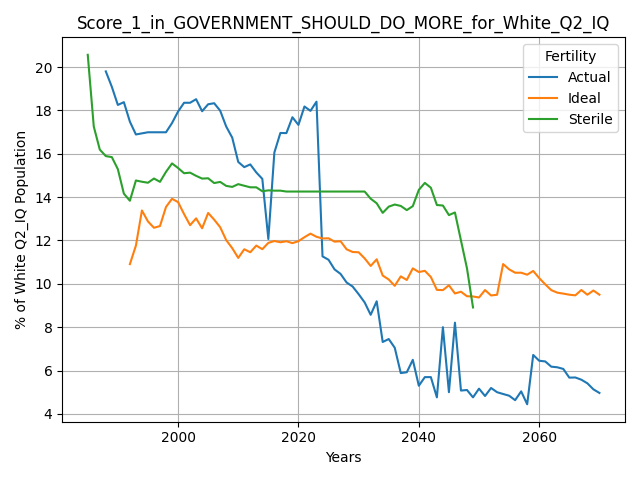 Score_1_in_GOVERNMENT_SHOULD_DO_MORE_for_White_Q2_IQ
Fertility
Actual
Ideal
Sterile
% of White Q2_IQ Population
20
18
16
14
12
10
8
6
4
2000
2020
2040
2060
Years